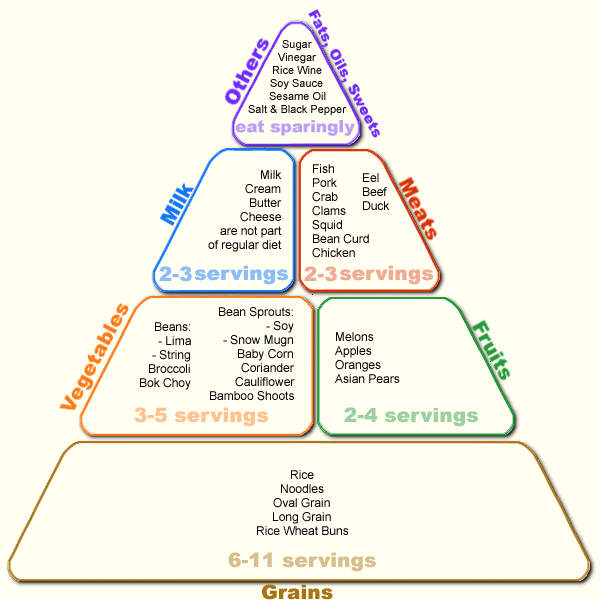 Others
Fats, Oils, Sweets
Sugar
Vinegar
Rice Wine
Soy Sauce
Sesame Oil
Salt & Black Pepper
eat sparingly
Milk
Milk
Cream
Butter
Cheese
are not part
of regular diet
2-3 servings
Meats
Fish
Pork
Crab
Clams
Squid
Bean Curd
Chicken
Eel
Beef
Duck
2-3 servings
Vegetables
Beans:
- Lima
- String
Broccoli
Bok Choy
Bean Sprouts:
- Soy
- Snow Mugn
Baby Corn
Coriander
Cauliflower
Bamboo Shoots
3-5 servings
Fruits
Melons
Apples
Oranges
Asian Pears
2-4 servings
Rice
Noodles
Oval Grain
Long Grain
Rice Wheat Buns
6-11 servings
Grains